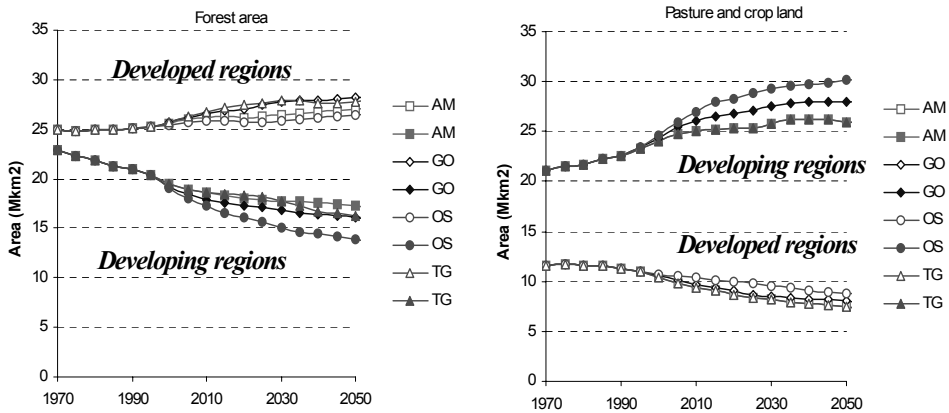 Forest area
35
30
25
20
15
10
5
0
Area (Mkm2)
Developed regions
Developing regions
1970 1990 2010 2030 2050
AM
AM
GO
GO
OS
OS
TG
TG
Pasture and crop land
35
30
25
20
15
10
5
0
Area (Mkm2)
Developing regions
Developed regions
1970 1990 2010 2030 2050
AM
AM
GO
GO
OS
OS
TG
TG